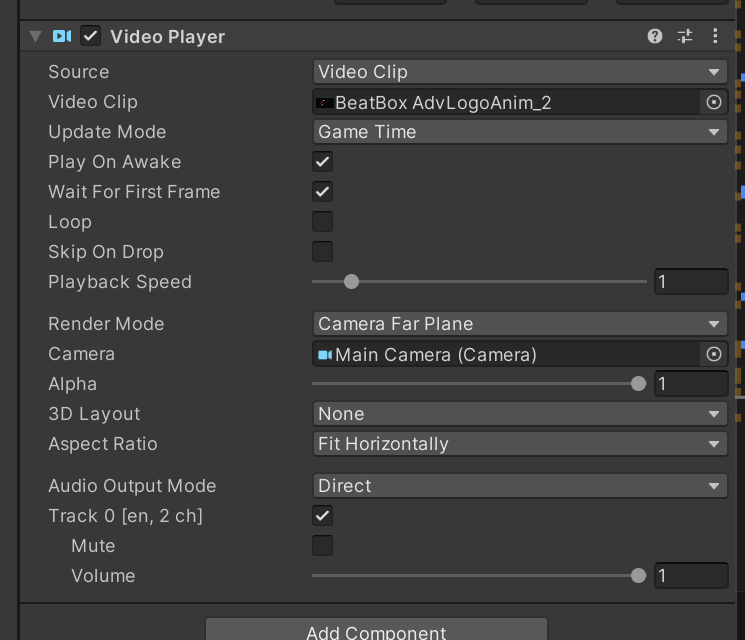 Video Player
Source Video Clip
Video Clip BeatBox AdvLogoAnim_2
Update Mode Game Time
Play On Awake
Wait For First Frame
Loop
Skip On Drop
Playback Speed 1
Render Mode Camera Far Plane
Camera Main Camera (Camera)
Alpha 1
3D Layout None
Aspect Ratio Fit Horizontally
Audio Output Mode Direct
Track 0 [en, 2 ch]
Mute
Volume 1
Add Component